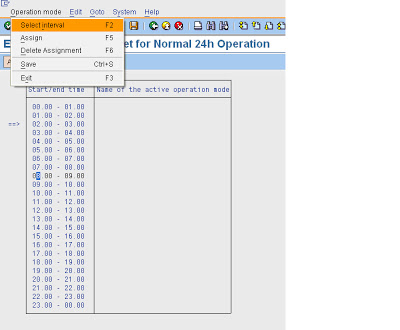 Operation mode Edit Goto System Help
Select Interval F2
Assign F5
Delete Assignment F6
Save Ctrl+S
Exit F3
et for Normal 24h Operation
Start/end time Name of the active operation mode
00.00 - 01.00
01.00 - 02.00
==> 02.00 - 03.00
03.00 - 04.00
04.00 - 05.00
05.00 - 06.00
06.00 - 07.00
07.00 - 08.00
08.00 - 09.00
09.00 - 10.00
10.00 - 11.00
11.00 - 12.00
12.00 - 13.00
13.00 - 14.00
14.00 - 15.00
15.00 - 16.00
16.00 - 17.00
17.00 - 18.00
18.00 - 19.00
19.00 - 20.00
20.00 - 21.00
21.00 - 22.00
22.00 - 23.00
23.00 - 00.00